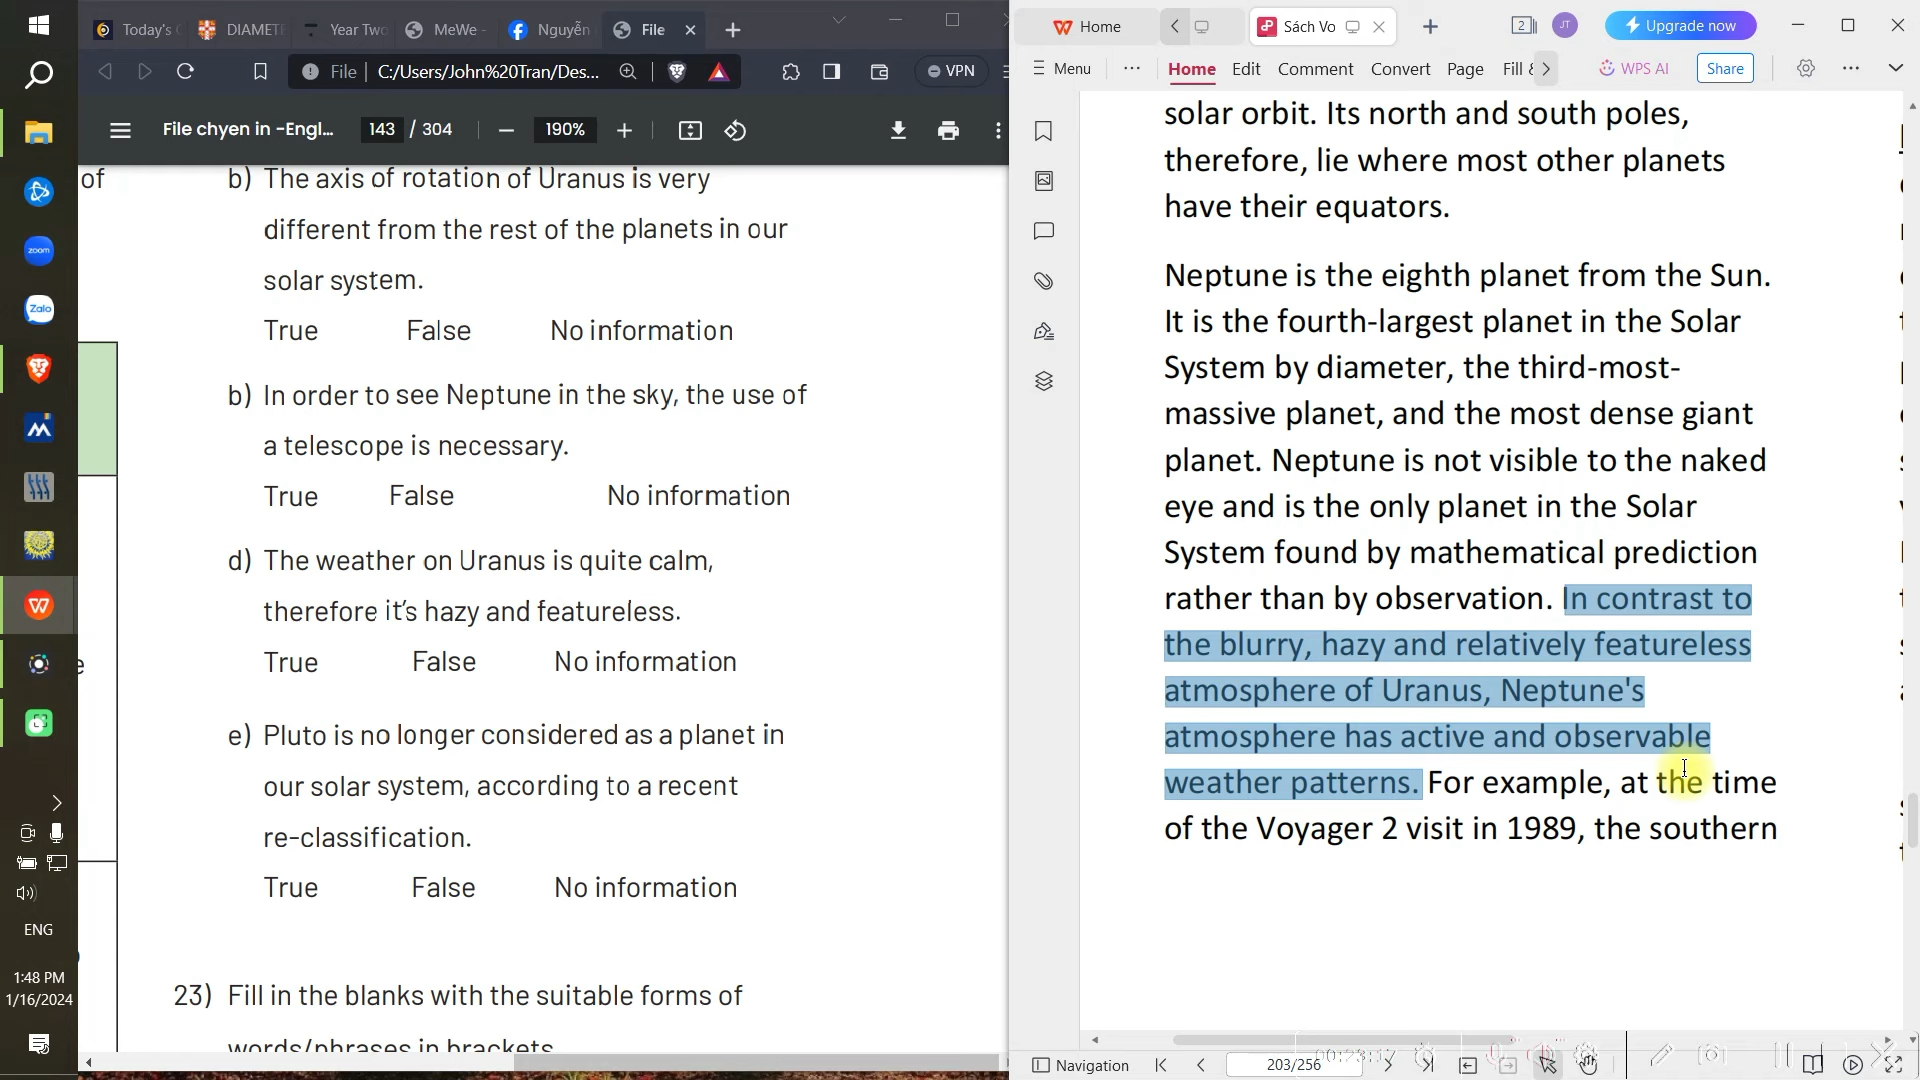 Today's
DIAMETE
Year Two
MeWe -
Nguyễn
File
File
C:/Users/John%20Tran/Des...
VPN
File chyen in -Engl...
143 / 304
190%
of
b) The axis of rotation of Uranus is very
different from the rest of the planets in our
solar system.
True False No information
b) In order to see Neptune in the sky, the use of
a telescope is necessary.
True False No information
d) The weather on Uranus is quite calm,
therefore it's hazy and featureless.
True False No information
e) Pluto is no longer considered as a planet in
our solar system, according to a recent
re-classification.
True False No information
23) Fill in the blanks with the suitable forms of
words/phrases in brackets
zoom
Zalo
ENG
1:48 PM
1/16/2024
Home
Sách Vo
JT
Upgrade now
Menu
Home Edit Comment Convert Page Fill &
WPS AI
Share
solar orbit. Its north and south poles,
therefore, lie where most other planets
have their equators.
Neptune is the eighth planet from the Sun.
It is the fourth-largest planet in the Solar
System by diameter, the third-most-
massive planet, and the most dense giant
planet. Neptune is not visible to the naked
eye and is the only planet in the Solar
System found by mathematical prediction
rather than by observation. In contrast to
the blurry, hazy and relatively featureless
atmosphere of Uranus, Neptune's
atmosphere has active and observable
weather patterns. For example, at the time
of the Voyager 2 visit in 1989, the southern
Navigation
203/256